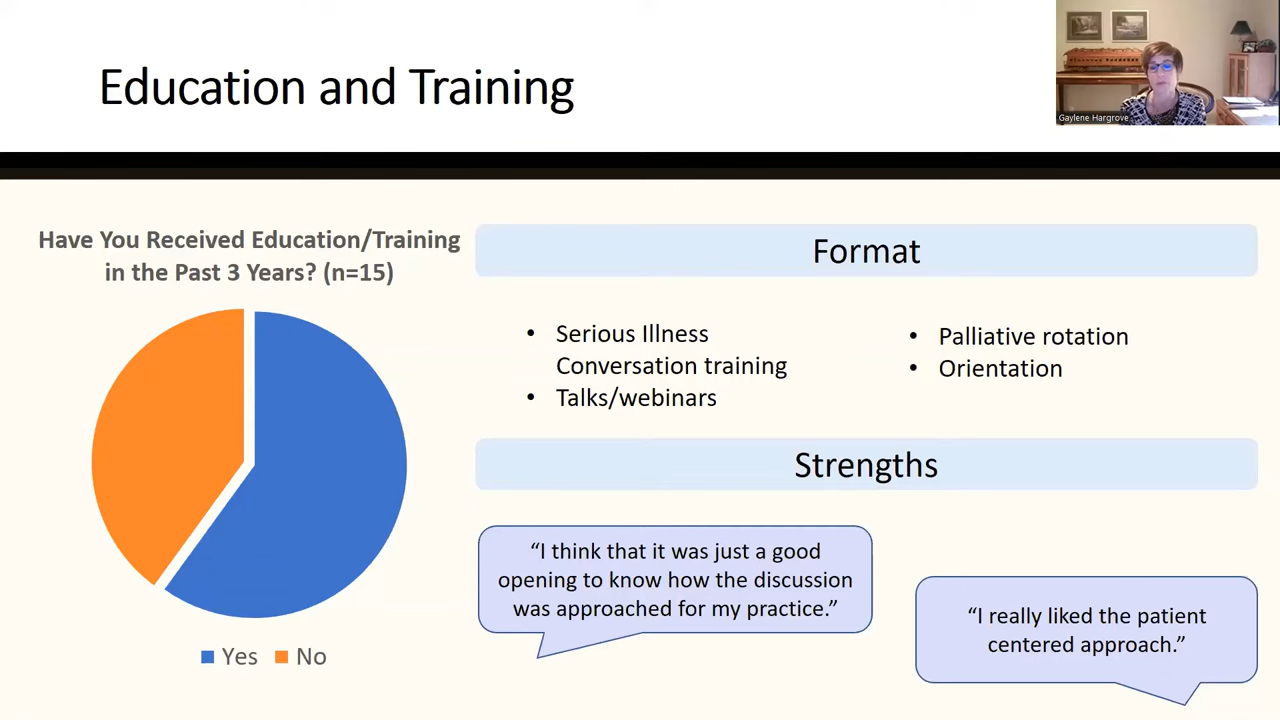 Education and Training
Gaylene Hargrove
Have You Received Education/Training
in the Past 3 Years? (n=15)
Yes
No
Format
• Serious Illness
Conversation training
• Talks/webinars
• Palliative rotation
• Orientation
Strengths
“I think that it was just a good
opening to know how the discussion
was approached for my practice.”
“I really liked the patient
centered approach.”